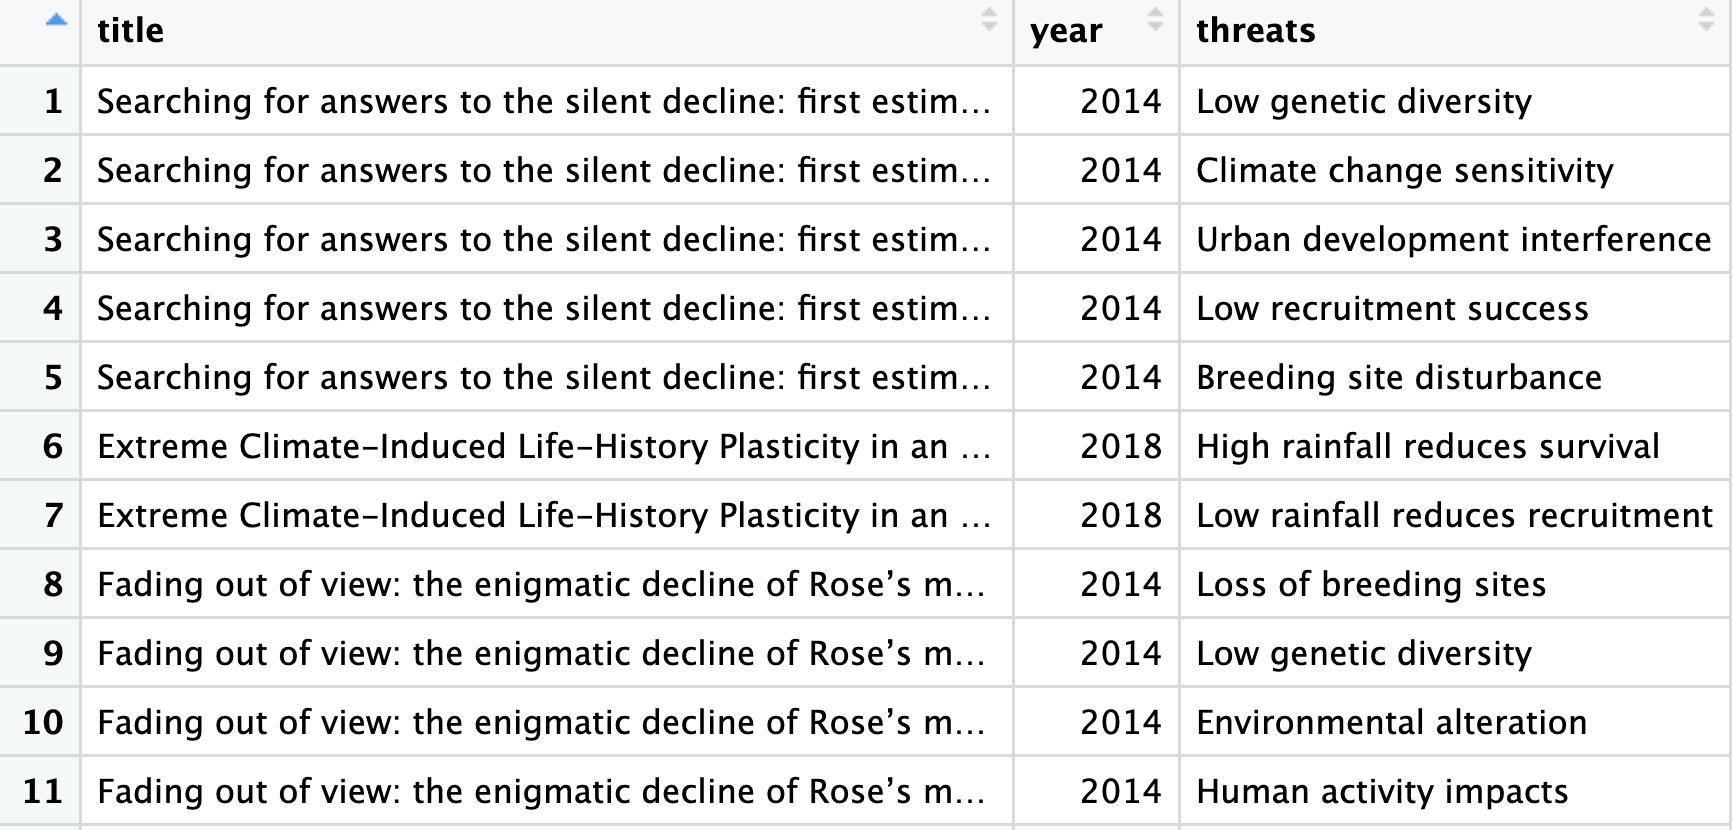 title year threats
1 Searching for answers to the silent decline: first estim... 2014 Low genetic diversity
2 Searching for answers to the silent decline: first estim... 2014 Climate change sensitivity
3 Searching for answers to the silent decline: first estim... 2014 Urban development interference
4 Searching for answers to the silent decline: first estim... 2014 Low recruitment success
5 Searching for answers to the silent decline: first estim... 2014 Breeding site disturbance
6 Extreme Climate-Induced Life-History Plasticity in an ... 2018 High rainfall reduces survival
7 Extreme Climate-Induced Life-History Plasticity in an ... 2018 Low rainfall reduces recruitment
8 Fading out of view: the enigmatic decline of Rose’s m... 2014 Loss of breeding sites
9 Fading out of view: the enigmatic decline of Rose’s m... 2014 Low genetic diversity
10 Fading out of view: the enigmatic decline of Rose’s m... 2014 Environmental alteration
11 Fading out of view: the enigmatic decline of Rose’s m... 2014 Human activity impacts